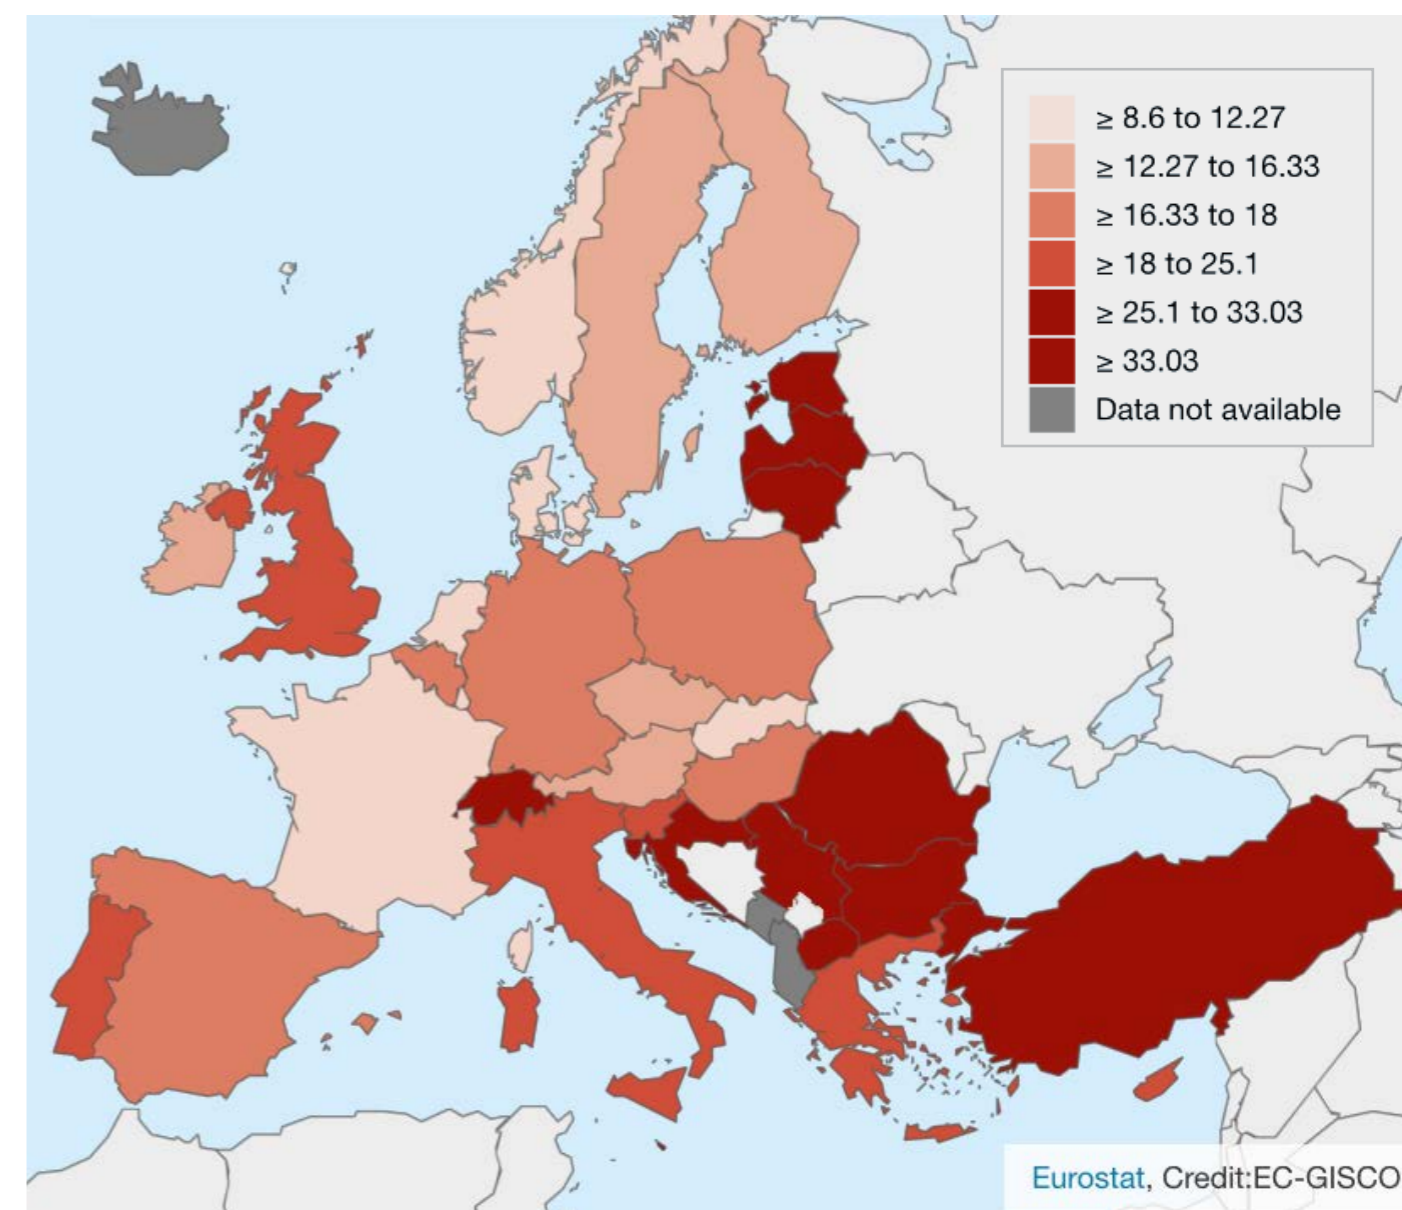 ≥ 8.6 to 12.27
≥ 12.27 to 16.33
≥ 16.33 to 18
≥ 18 to 25.1
≥ 25.1 to 33.03
≥ 33.03
Data not available
Eurostat, Credit:EC-GISCO